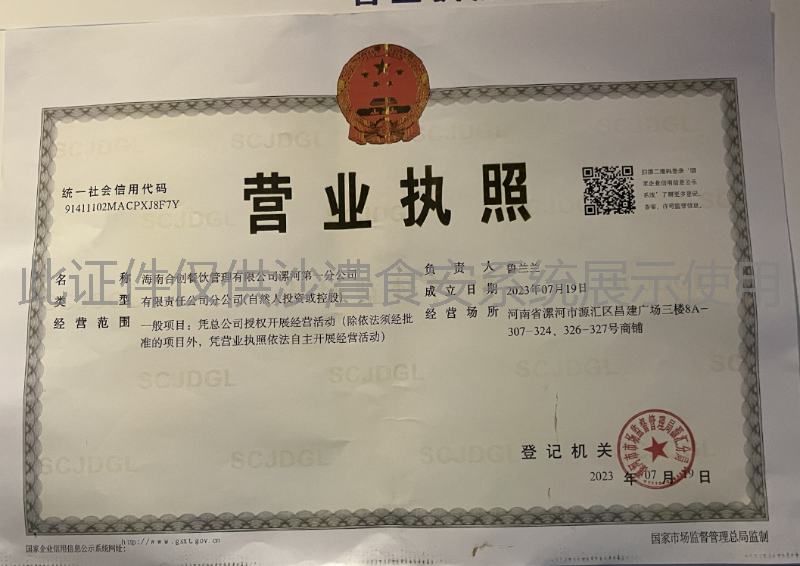 统一社会信用代码
91411102MACPXJ8F7Y
营业执照
扫描二维码登录‘国
家企业信用信息公示
系统’了解更多登记、
备案、许可监管信息。
名 称 海南合创餐饮管理有限公司漯河第一分公司
类 型 有限责任公司分公司(自然人投资或控股)
经营范围 一般项目：凭总公司授权开展经营活动（除依法须经批
准的项目外，凭营业执照依法自主开展经营活动）
负责人 鲁兰兰
成立日期 2023年07月19日
经营场所 河南省漯河市源汇区昌建广场三楼8A-
307-324、326-327号商铺
此证件仅供沙澧食安系统展示使用
SCJDGL
登记机关
2023 年 07 月 19 日
国家企业信用信息公示系统网址：
http://www.gsxt.gov.cn
国家市场监督管理总局监制